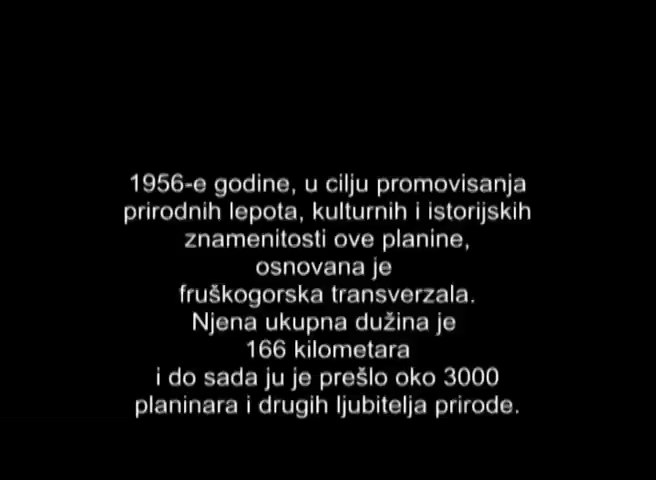 1956-e godine, u cilju promovisanja
prirodnih lepota, kulturnih i istorijskih
znamenitosti ove planine,
osnovana je
fruškogorska transverzala.
Njena ukupna dužina je
166 kilometara
i do sada ju je prešlo oko 3000
planinara i drugih ljubitelja prirode.